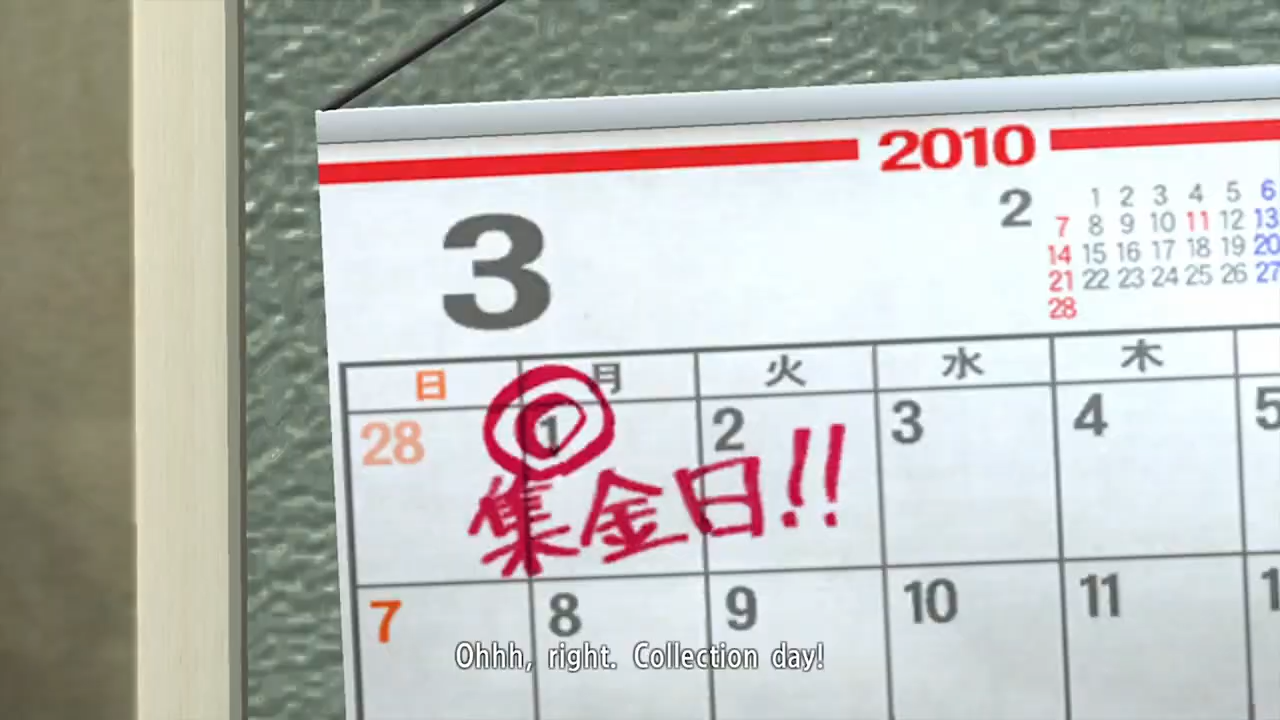 2010
3
2
1 2 3 4 5 6
7 8 9 10 11 12 13
14 15 16 17 18 19 20
21 22 23 24 25 26 27
28
日 月 火 水 木
28 1 2 3 4 5
集金日!!
7 8 9 10 11
Ohhh, right. Collection day!